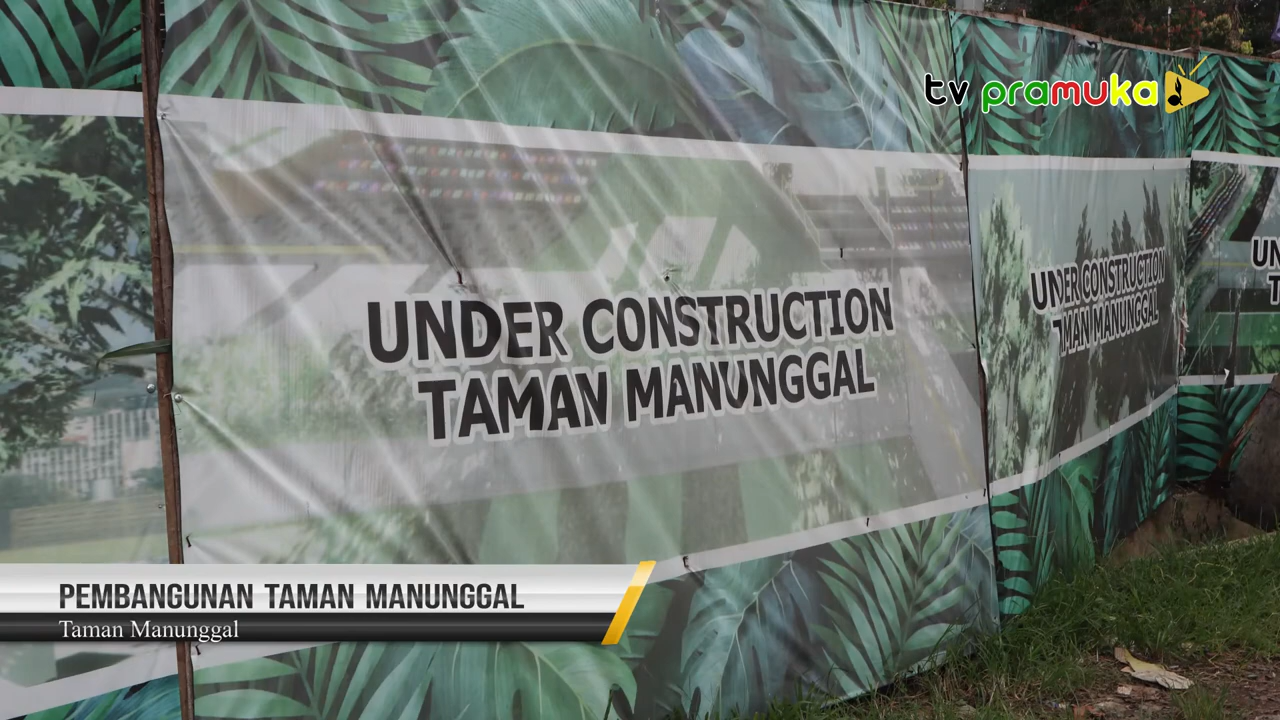 tv pramuka
UNDER CONSTRUCTION
TAMAN MANUNGGAL
UNDER CONSTRUCTION
TAMAN MANUNGGAL
PEMBANGUNAN TAMAN MANUNGGAL
Taman Manunggal